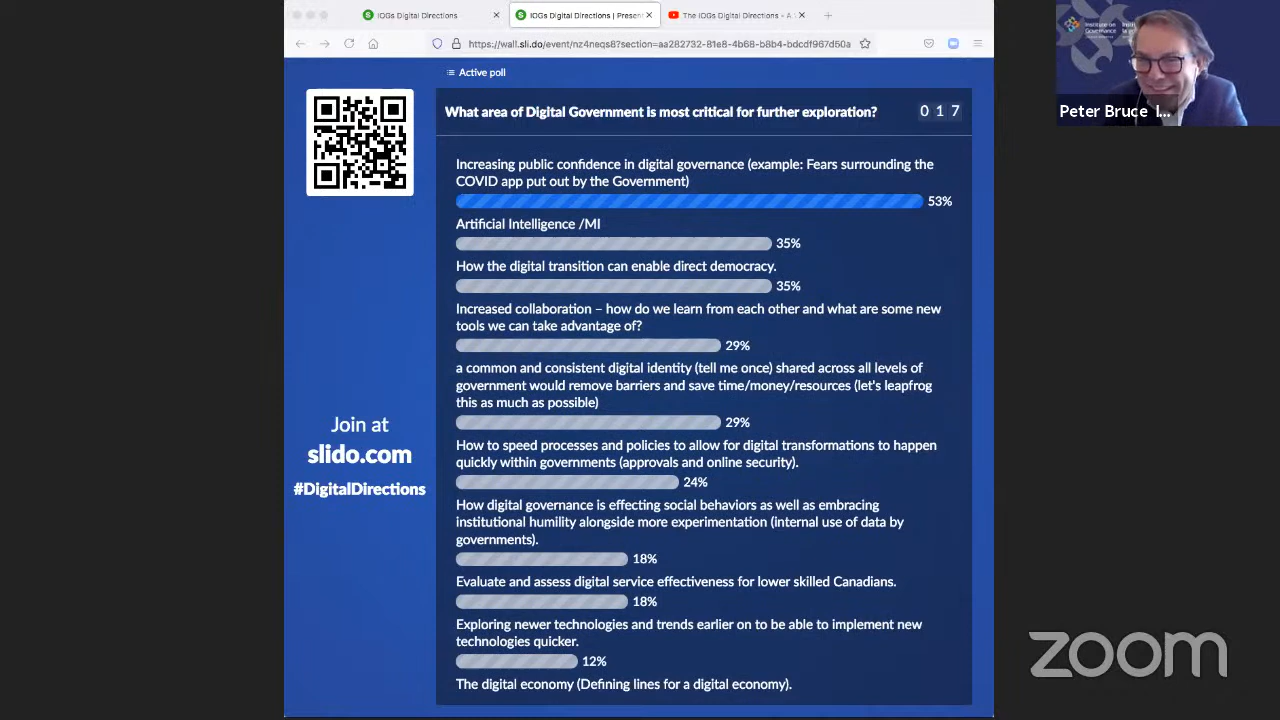 IOGs Digital Directions
IOGs Digital Directions | Presen
The IOGs Digital Directions - A
https://wall.sli.do/event/nz4neqs6?section=aa282732-81e8-4b68-b8b4-bdcdf967d50a
Active poll
What area of Digital Government is most critical for further exploration?
0 1 7
Increasing public confidence in digital governance (example: Fears surrounding the
COVID app put out by the Government)
53%
Artificial Intelligence /MI
35%
How the digital transition can enable direct democracy.
35%
Increased collaboration – how do we learn from each other and what are some new
tools we can take advantage of?
29%
a common and consistent digital identity (tell me once) shared across all levels of
government would remove barriers and save time/money/resources (let's leapfrog
this as much as possible)
29%
How to speed processes and policies to allow for digital transformations to happen
quickly within governments (approvals and online security).
24%
How digital governance is effecting social behaviors as well as embracing
institutional humility alongside more experimentation (internal use of data by
governments).
18%
Evaluate and assess digital service effectiveness for lower skilled Canadians.
18%
Exploring newer technologies and trends earlier on to be able to implement new
technologies quicker.
12%
The digital economy (Defining lines for a digital economy).
Join at
slido.com
#DigitalDirections
Institute on
Governance
Peter Bruce I...
zoom